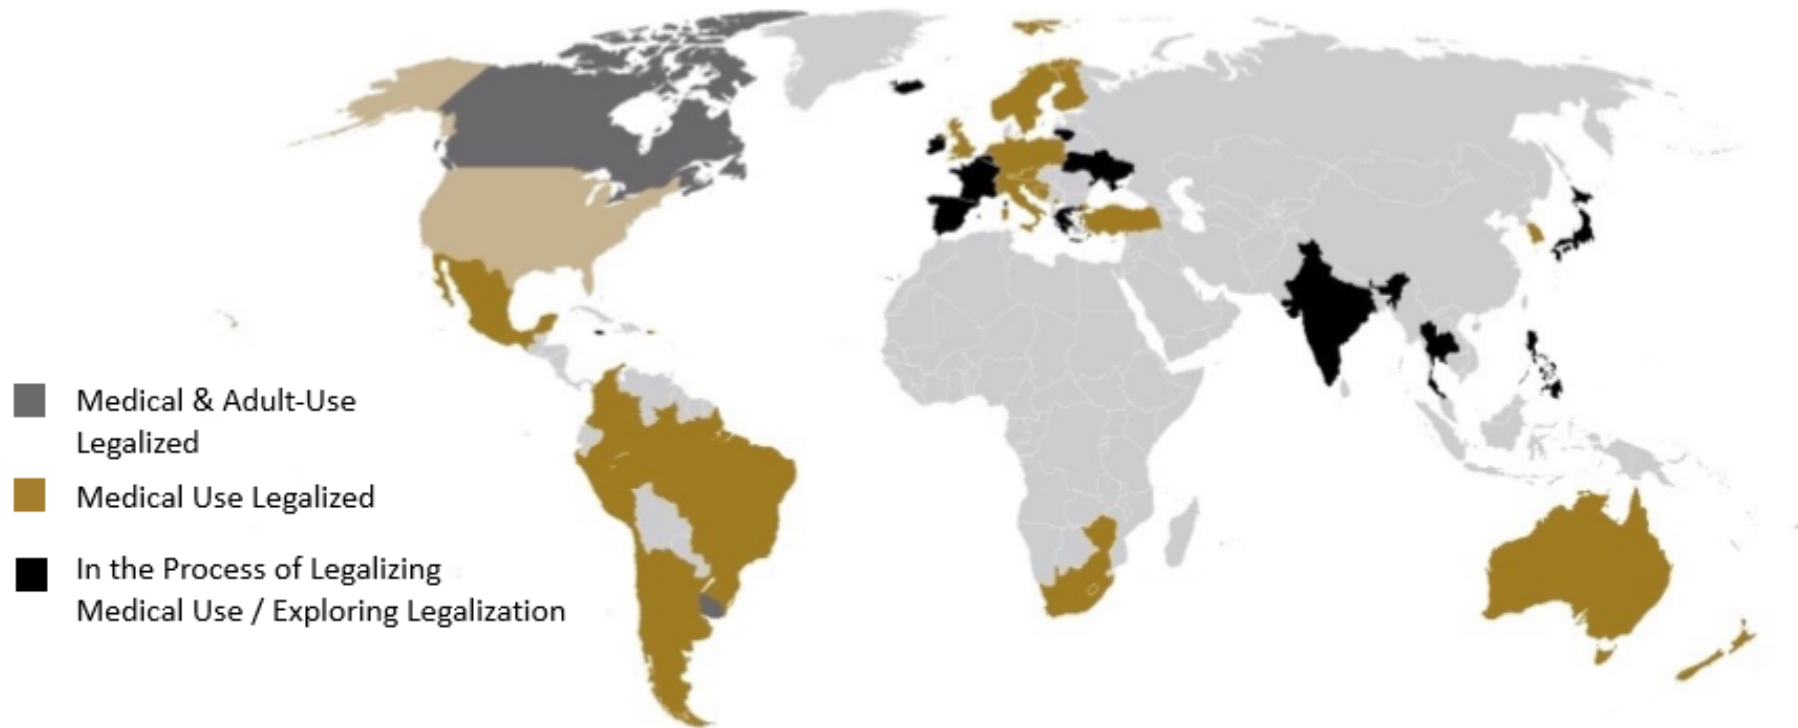 Medical & Adult-Use
Legalized
Medical Use Legalized
In the Process of Legalizing
Medical Use / Exploring Legalization